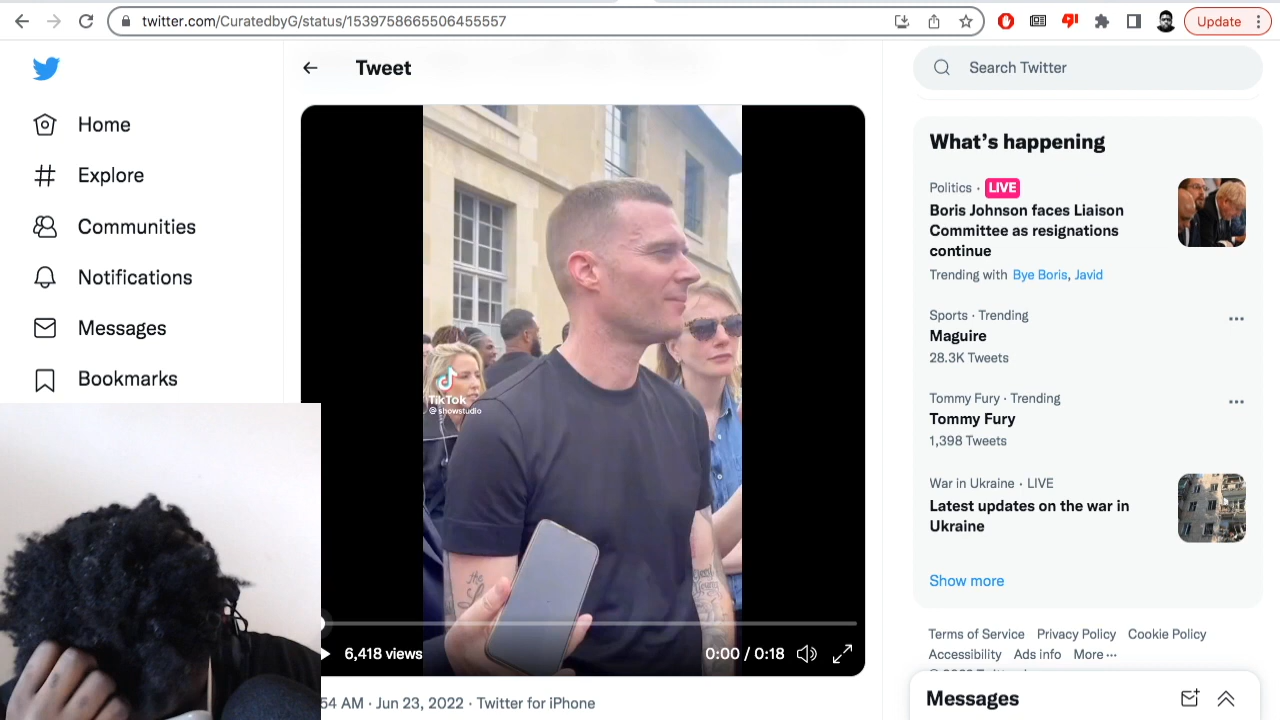 twitter.com/CuratedbyG/status/1539758665506455557
Update
Home
Explore
Communities
Notifications
Messages
Bookmarks
Tweet
TikTok
@showstudio
6,418 views
0:00 / 0:18
54 AM · Jun 23, 2022 · Twitter for iPhone
Search Twitter
What’s happening
Politics · LIVE
Boris Johnson faces Liaison
Committee as resignations
continue
Trending with Bye Boris, Javid
Sports · Trending
Maguire
28.3K Tweets
Tommy Fury · Trending
Tommy Fury
1,398 Tweets
War in Ukraine · LIVE
Latest updates on the war in
Ukraine
Show more
Terms of Service Privacy Policy Cookie Policy
Accessibility Ads info More ···
Messages